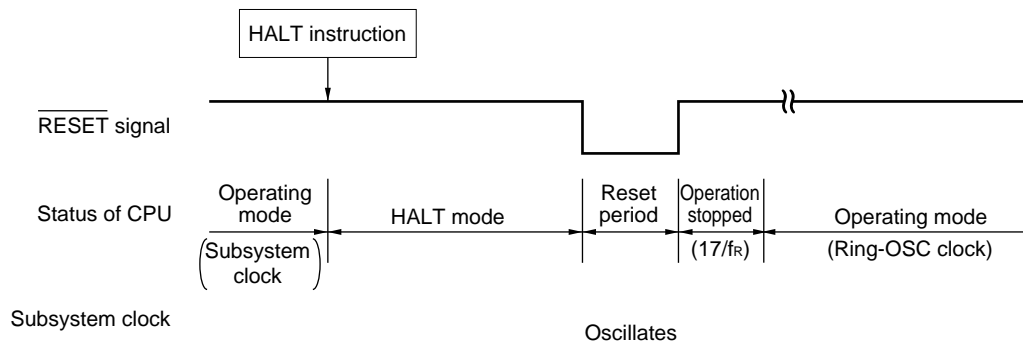 HALT instruction
RESET signal
Status of CPU
Operating
mode
(Subsystem
clock)
HALT mode
Reset
period
Operation
stopped
(17/fR)
Operating mode
(Ring-OSC clock)
Subsystem clock
Oscillates